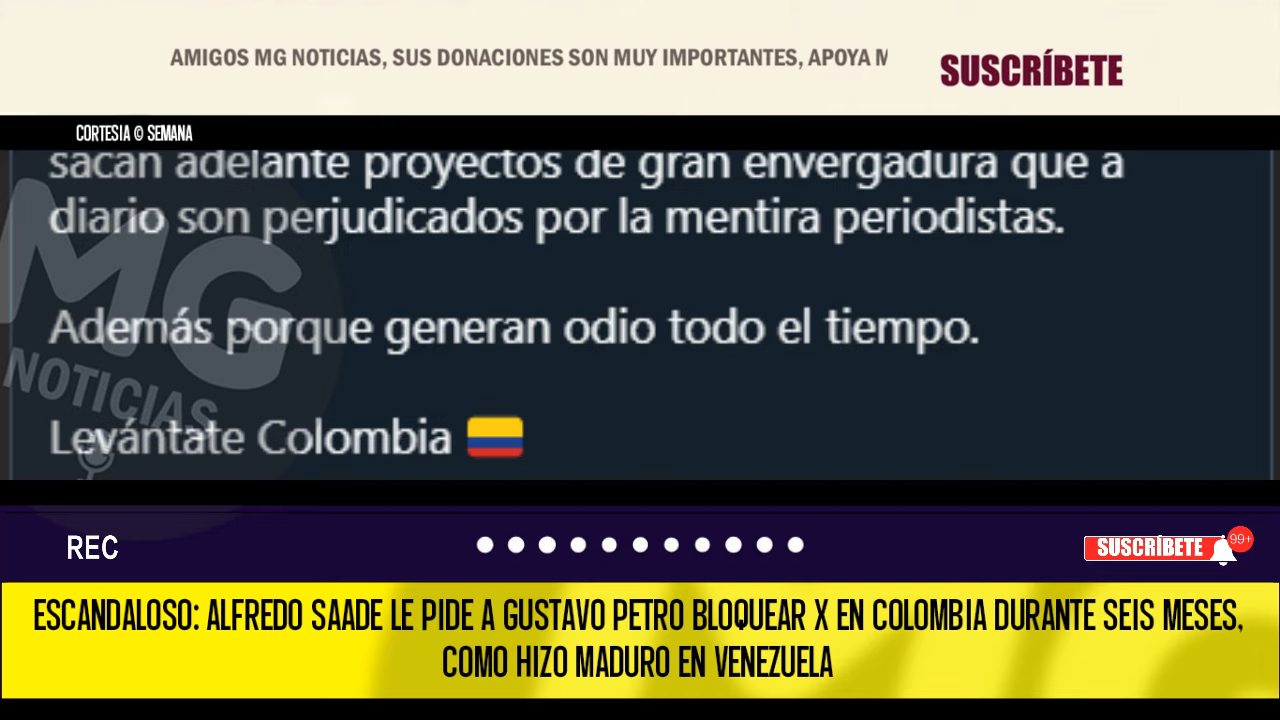 AMIGOS MG NOTICIAS, SUS DONACIONES SON MUY IMPORTANTES, APOYA M
SUSCRÍBETE
CORTESIA © SEMANA
sacan adelante proyectos de gran envergadura que a
diario son perjudicados por la mentira periodistas.
Además porque generan odio todo el tiempo.
Levántate Colombia 🇨🇴
MG
NOTICIAS
REC
SUSCRÍBETE
99+
ESCANDALOSO: ALFREDO SAADE LE PIDE A GUSTAVO PETRO BLOQUEAR X EN COLOMBIA DURANTE SEIS MESES,
COMO HIZO MADURO EN VENEZUELA